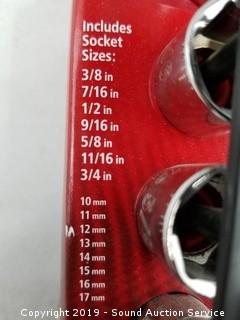 Includes
Socket
Sizes:
3/8 in
7/16 in
1/2 in
9/16 in
5/8 in
11/16 in
3/4 in
10 mm
11 mm
12 mm
13 mm
14 mm
15 mm
16 mm
17 mm
Copyright 2019 - Sound Auction Service